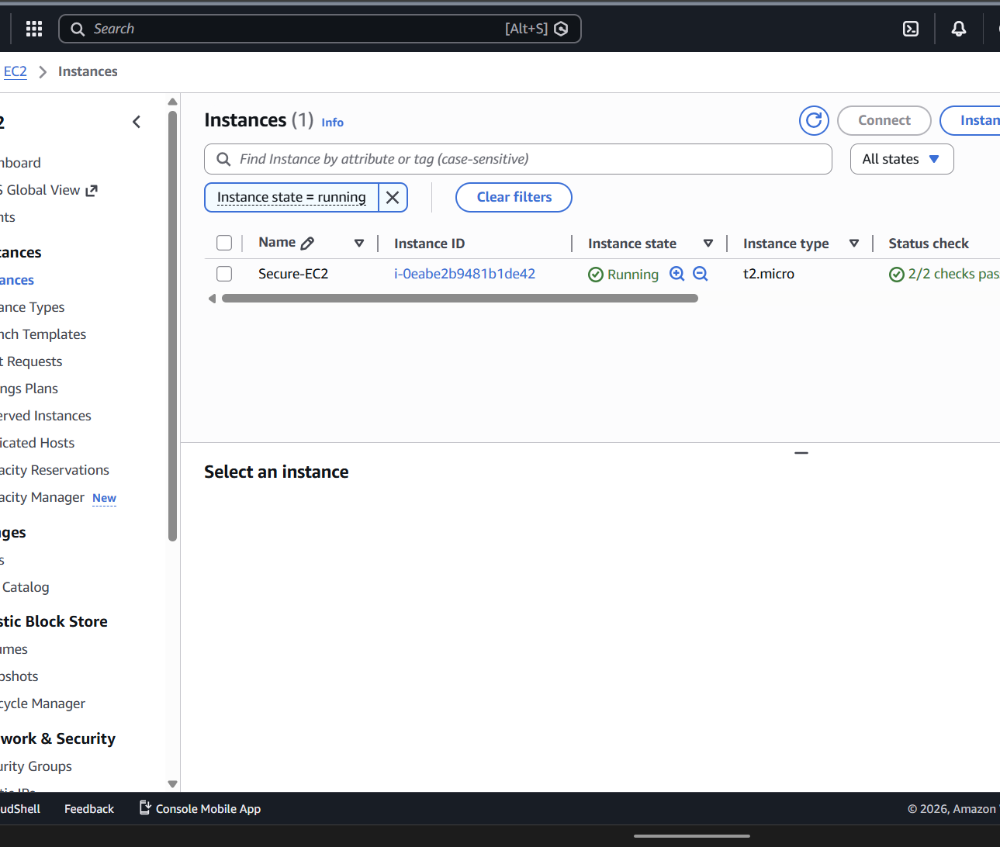 Search [Alt+S]
EC2 Instances
2
Instances (1) Info
Connect
Instan
Find Instance by attribute or tag (case-sensitive)
All states
Instance state = running
Clear filters
Name Instance ID Instance state Instance type Status check
Secure-EC2 i-0eabe2b9481b1de42 Running t2.micro 2/2 checks pas
Select an instance
nboard
S Global View
nts
tances
ances
ance Types
nch Templates
t Requests
ngs Plans
erved Instances
icated Hosts
acity Reservations
acity Manager New
ages
s
Catalog
stic Block Store
umes
pshots
cycle Manager
work & Security
urity Groups
tic IPs
udShell Feedback Console Mobile App © 2026, Amazon